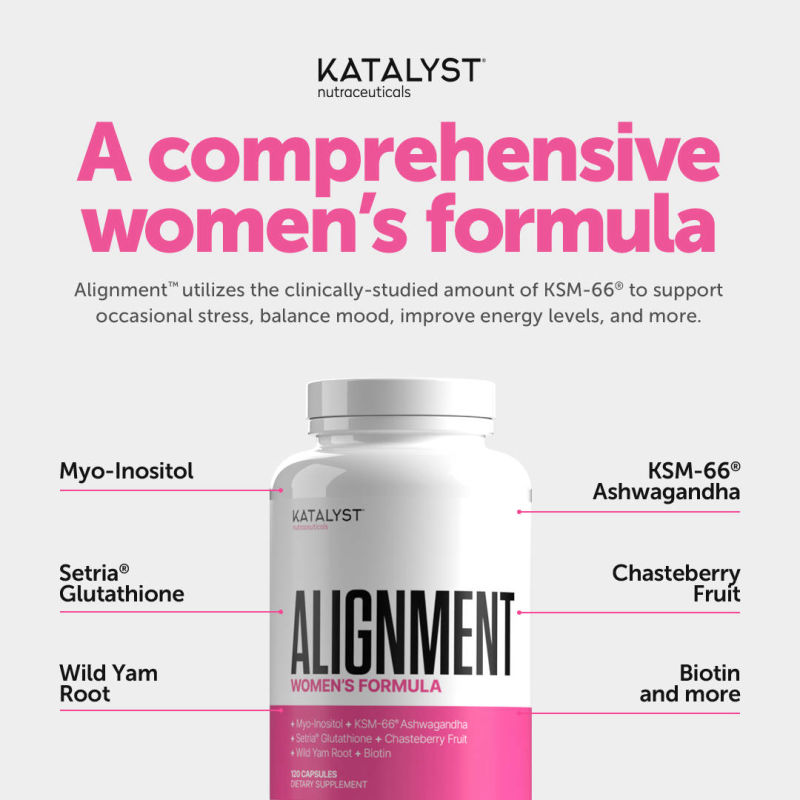 KATALYST®
nutraceuticals
A comprehensive
women's formula
Alignment™ utilizes the clinically-studied amount of KSM-66® to support
occasional stress, balance mood, improve energy levels, and more.
Myo-Inositol
Setria®
Glutathione
Wild Yam
Root
KSM-66®
Ashwagandha
Chasteberry
Fruit
Biotin
and more
KATALYST
nutraceuticals
ALIGNMENT
WOMEN'S FORMULA
♦ Myo-Inositol + KSM-66® Ashwagandha
♦ Setria® Glutathione + Chasteberry Fruit
♦ Wild Yam Root + Biotin
120 CAPSULES
DIETARY SUPPLEMENT